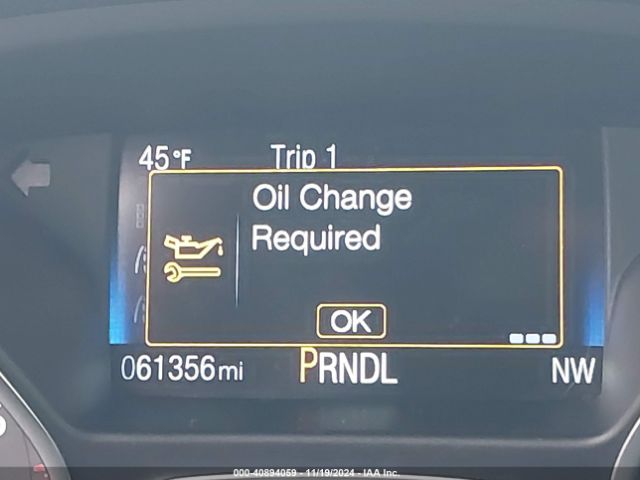 45°F Trip 1
Oil Change
Required
OK
061356mi PRNDL NW
000-40894059 - 11/19/2024 - IAA Inc.